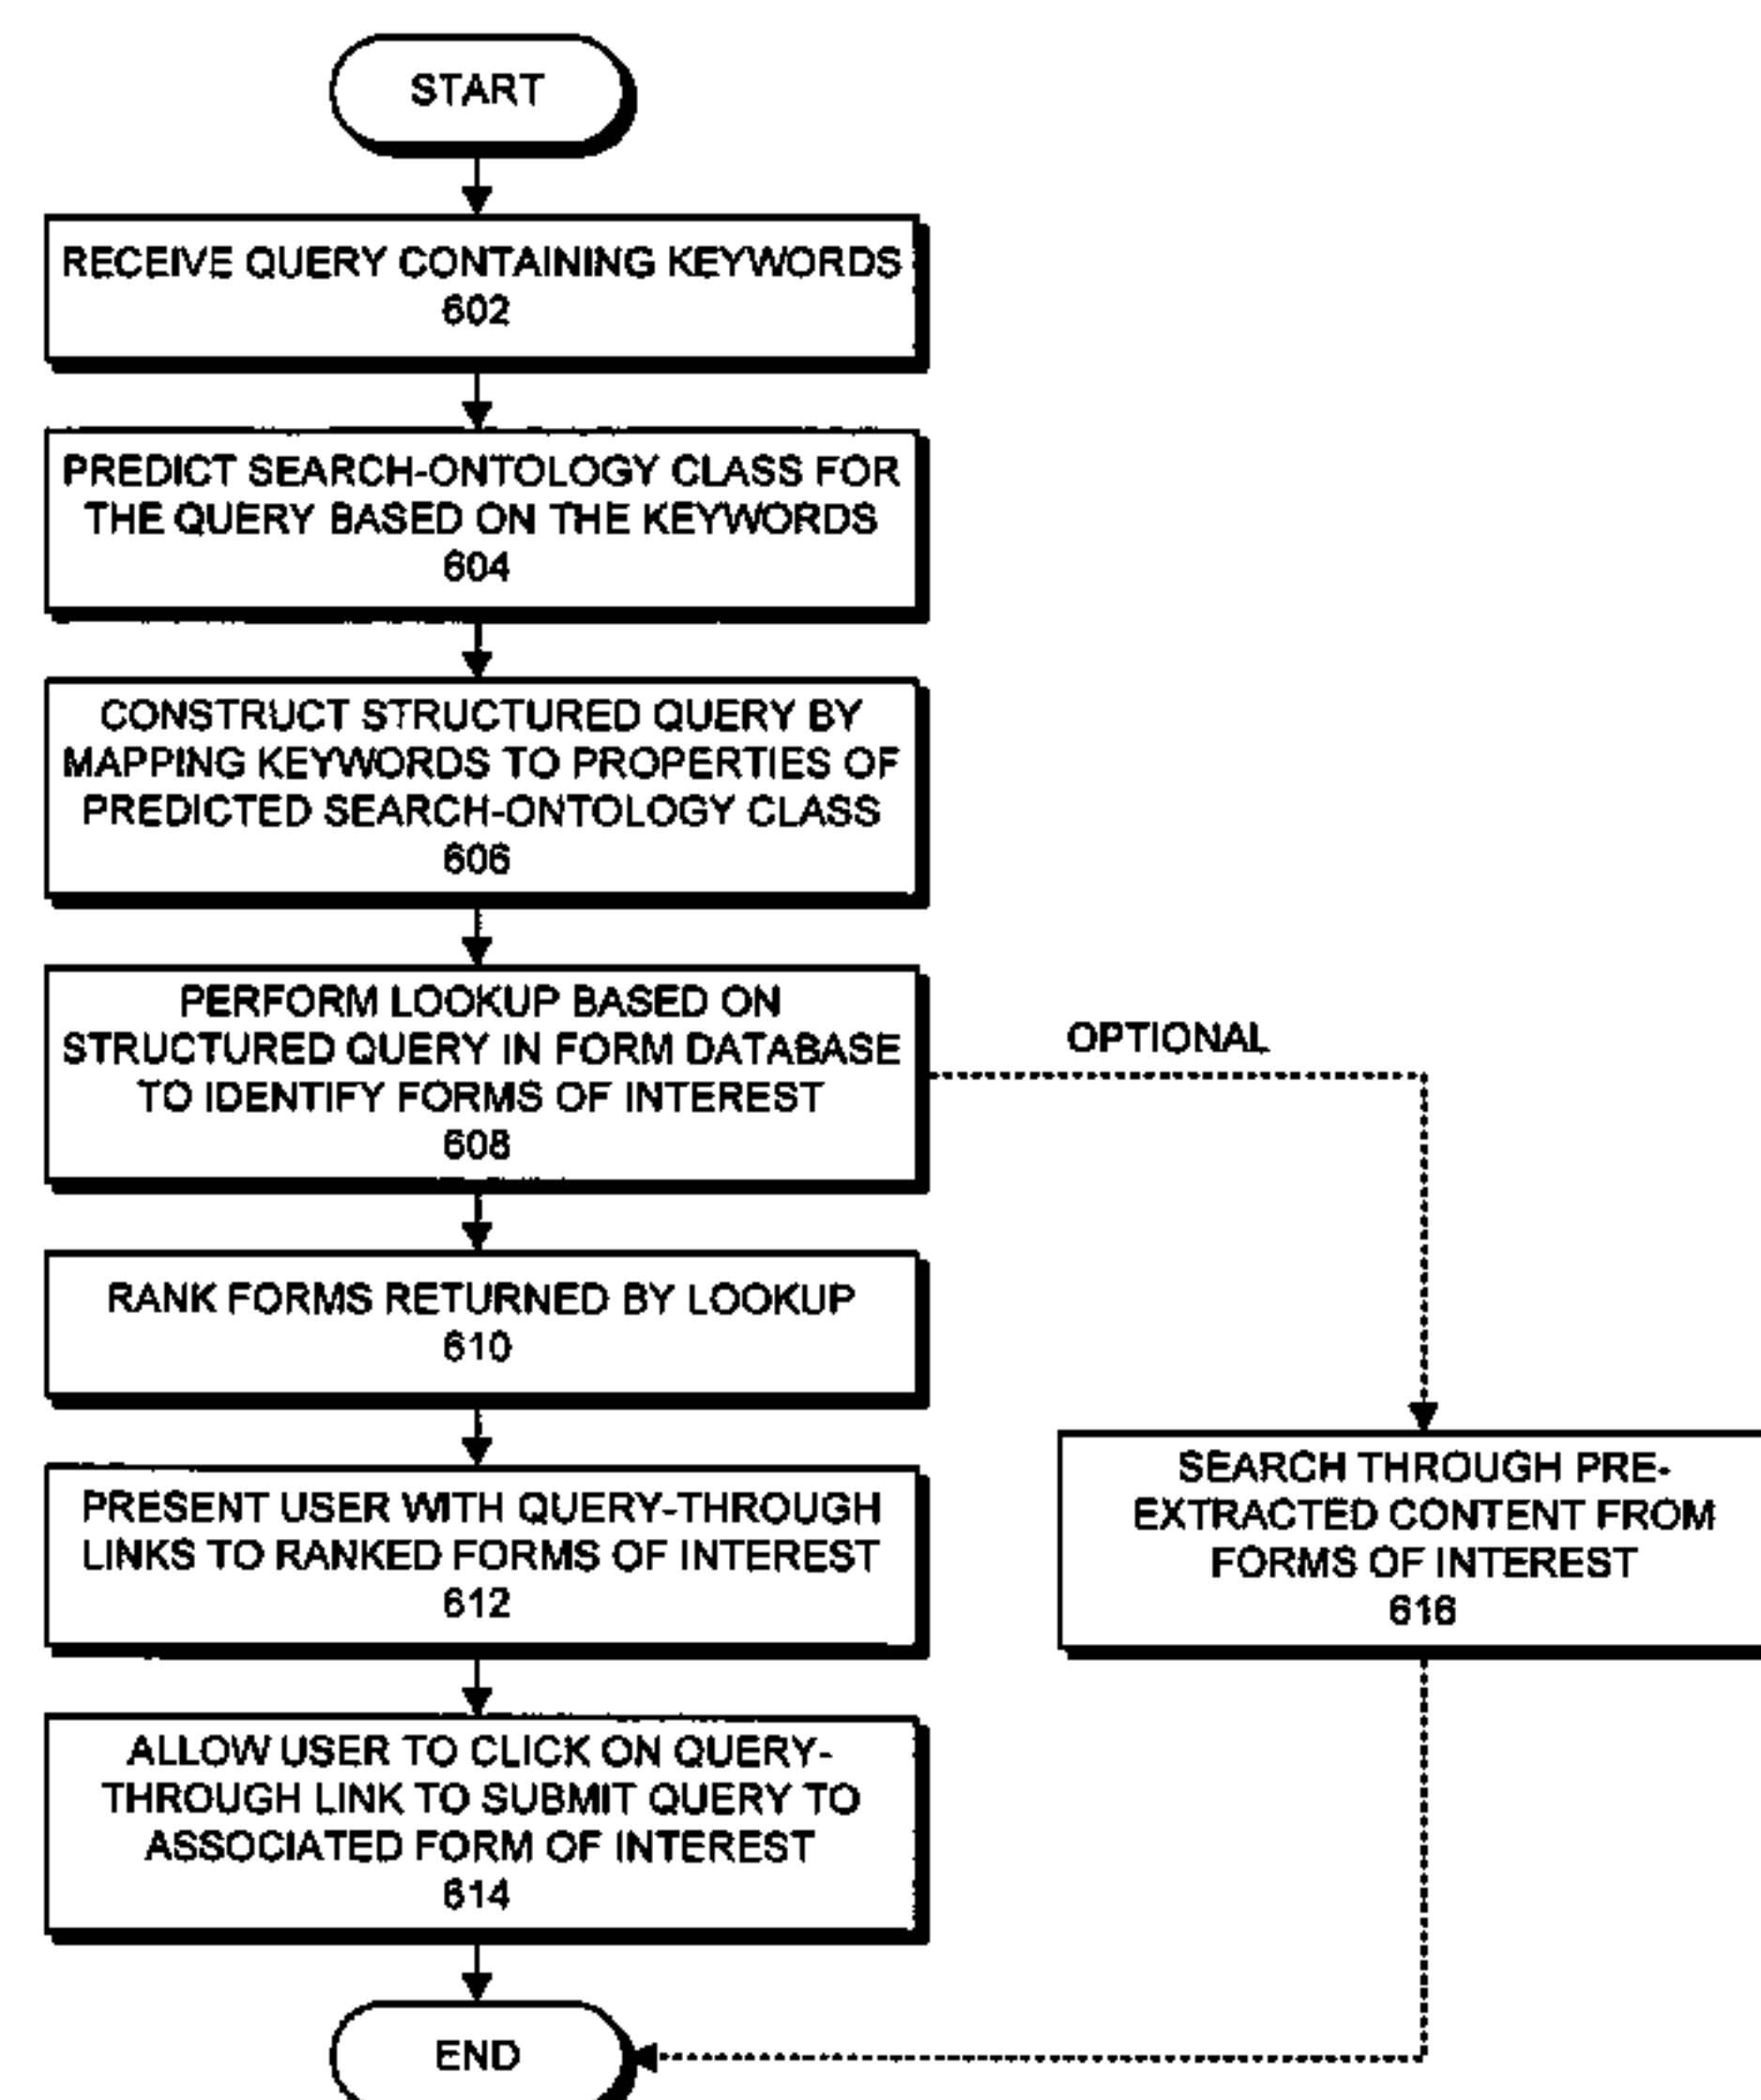 START
RECEIVE QUERY CONTAINING KEYWORDS
602
PREDICT SEARCH-ONTOLOGY CLASS FOR
THE QUERY BASED ON THE KEYWORDS
604
CONSTRUCT STRUCTURED QUERY BY
MAPPING KEYWORDS TO PROPERTIES OF
PREDICTED SEARCH-ONTOLOGY CLASS
606
PERFORM LOOKUP BASED ON
STRUCTURED QUERY IN FORM DATABASE
TO IDENTIFY FORMS OF INTEREST
608
OPTIONAL
RANK FORMS RETURNED BY LOOKUP
610
PRESENT USER WITH QUERY-THROUGH
LINKS TO RANKED FORMS OF INTEREST
612
SEARCH THROUGH PRE-
EXTRACTED CONTENT FROM
FORMS OF INTEREST
616
ALLOW USER TO CLICK ON QUERY-
THROUGH LINK TO SUBMIT QUERY TO
ASSOCIATED FORM OF INTEREST
614
END